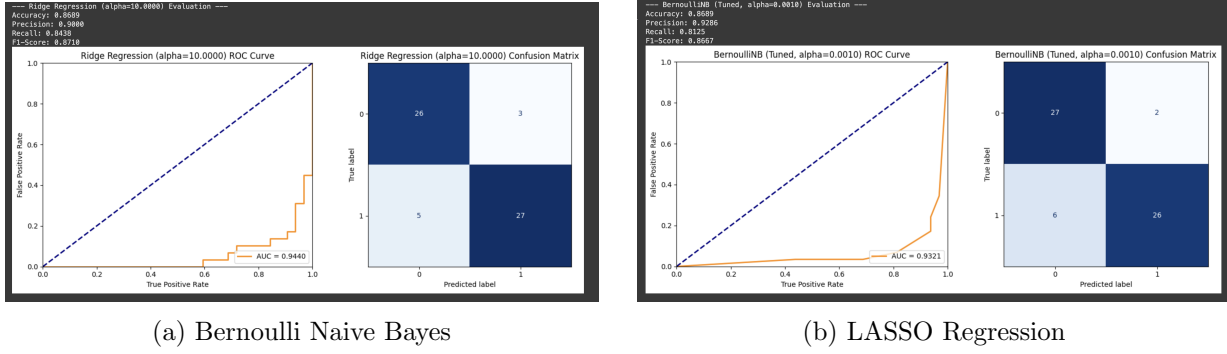 --- Ridge Regression (alpha=10.0000) Evaluation ---
Accuracy: 0.8689
Precision: 0.9000
Recall: 0.8438
F1-Score: 0.8710
Ridge Regression (alpha=10.0000) ROC Curve
1.0
0.8
0.6
0.4
0.2
0.0
False Positive Rate
AUC = 0.9440
0.0 0.2 0.4 0.6 0.8 1.0
True Positive Rate
Ridge Regression (alpha=10.0000) Confusion Matrix
True label
0
26 3
1
5 27
0 1
Predicted label
(a) Bernoulli Naive Bayes
--- BernoulliNB (Tuned, alpha=0.0010) Evaluation ---
Accuracy: 0.8689
Precision: 0.9286
Recall: 0.8125
F1-Score: 0.8667
BernoulliNB (Tuned, alpha=0.0010) ROC Curve
1.0
0.8
0.6
0.4
0.2
0.0
False Positive Rate
AUC = 0.9321
0.0 0.2 0.4 0.6 0.8 1.0
True Positive Rate
BernoulliNB (Tuned, alpha=0.0010) Confusion Matrix
True label
0
27 2
1
6 26
0 1
Predicted label
(b) LASSO Regression